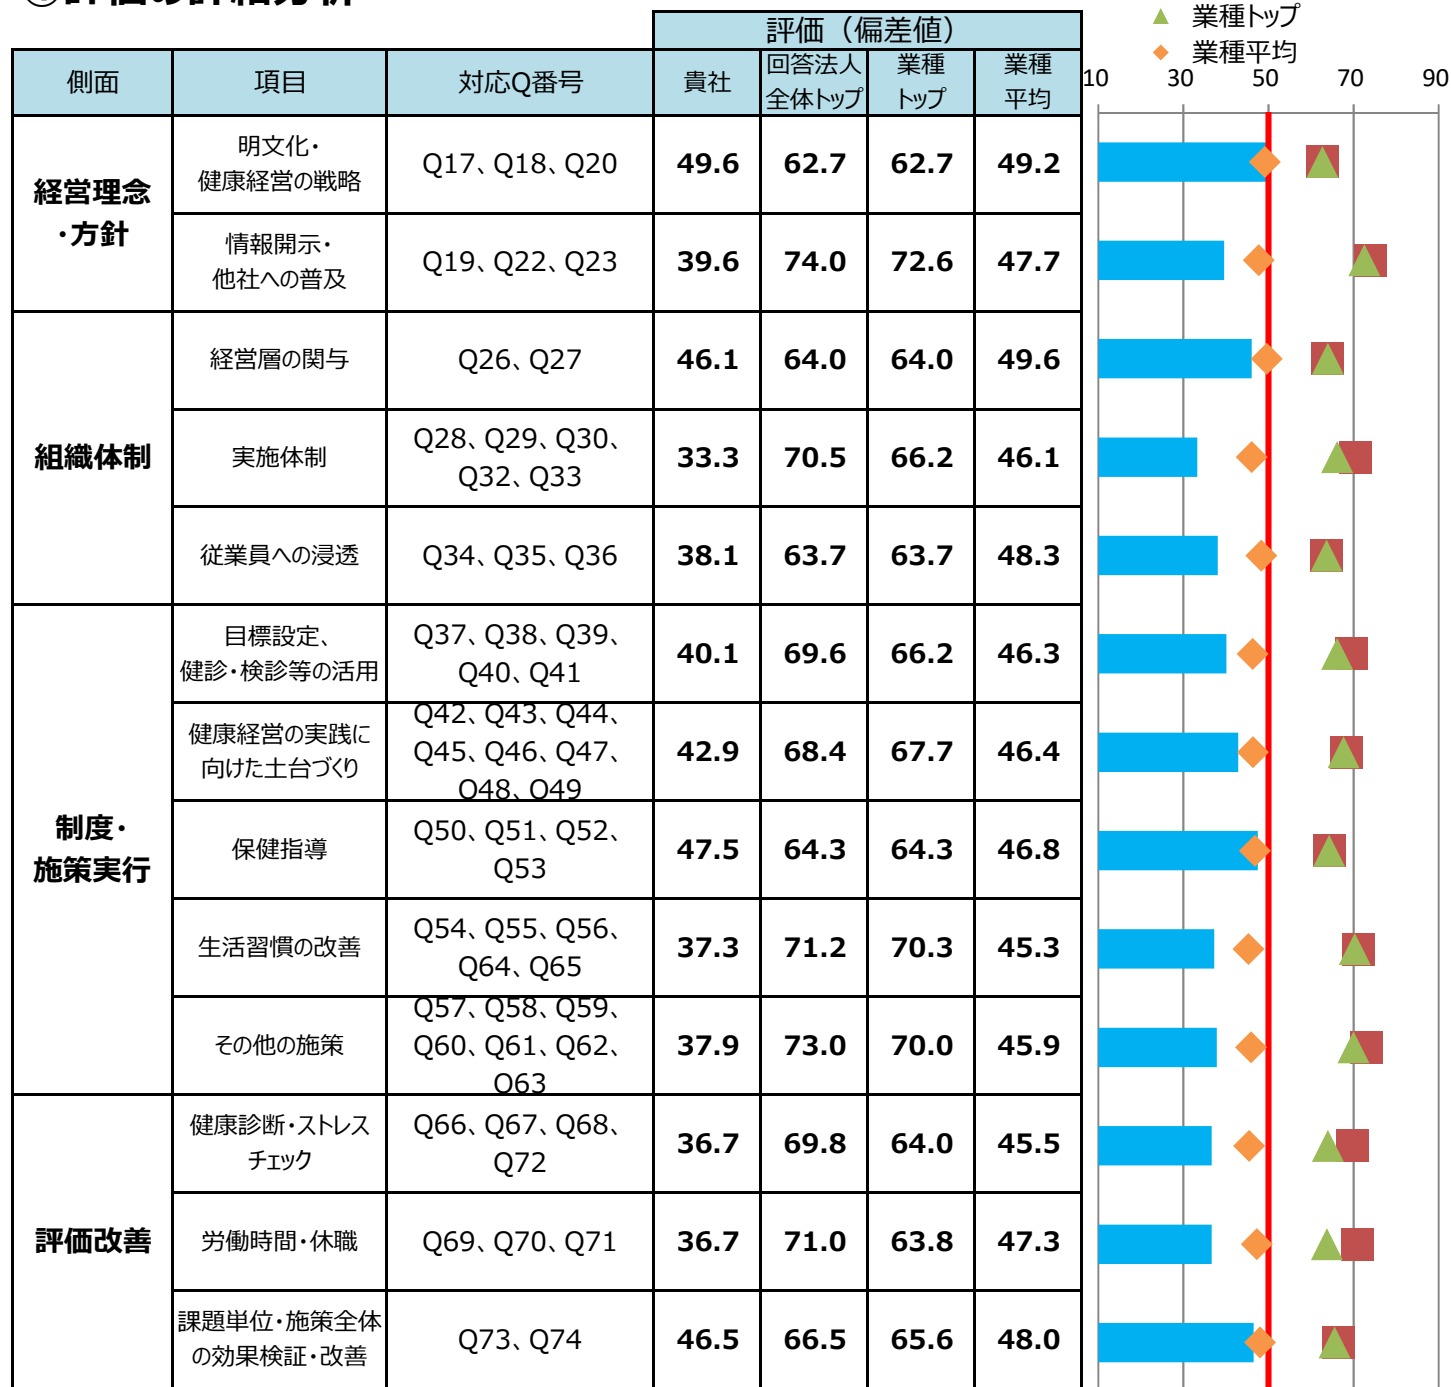 ▲ 業種トップ
◆ 業種平均
評価（偏差値）
側面 項目 対応Q番号 貴社 回答法人 業種 業種
全体トップ トップ 平均
10 30 50 70 90
経営理念
・方針
明文化・
健康経営の戦略
Q17、Q18、Q20 49.6 62.7 62.7 49.2
情報開示・
他社への普及
Q19、Q22、Q23 39.6 74.0 72.6 47.7
組織体制
経営層の関与 Q26、Q27 46.1 64.0 64.0 49.6
実施体制
Q28、Q29、Q30、
Q32、Q33
33.3 70.5 66.2 46.1
従業員への浸透 Q34、Q35、Q36 38.1 63.7 63.7 48.3
制度・
施策実行
目標設定、
健診・検診等の活用
Q37、Q38、Q39、
Q40、Q41
40.1 69.6 66.2 46.3
健康経営の実践に
向けた土台づくり
Q42、Q43、Q44、
Q45、Q46、Q47、
Q48、Q49
42.9 68.4 67.7 46.4
保健指導
Q50、Q51、Q52、
Q53
47.5 64.3 64.3 46.8
生活習慣の改善
Q54、Q55、Q56、
Q64、Q65
37.3 71.2 70.3 45.3
その他の施策
Q57、Q58、Q59、
Q60、Q61、Q62、
Q63
37.9 73.0 70.0 45.9
評価改善
健康診断・ストレス
チェック
Q66、Q67、Q68、
Q72
36.7 69.8 64.0 45.5
労働時間・休職 Q69、Q70、Q71 36.7 71.0 63.8 47.3
課題単位・施策全体
の効果検証・改善
Q73、Q74 46.5 66.5 65.6 48.0